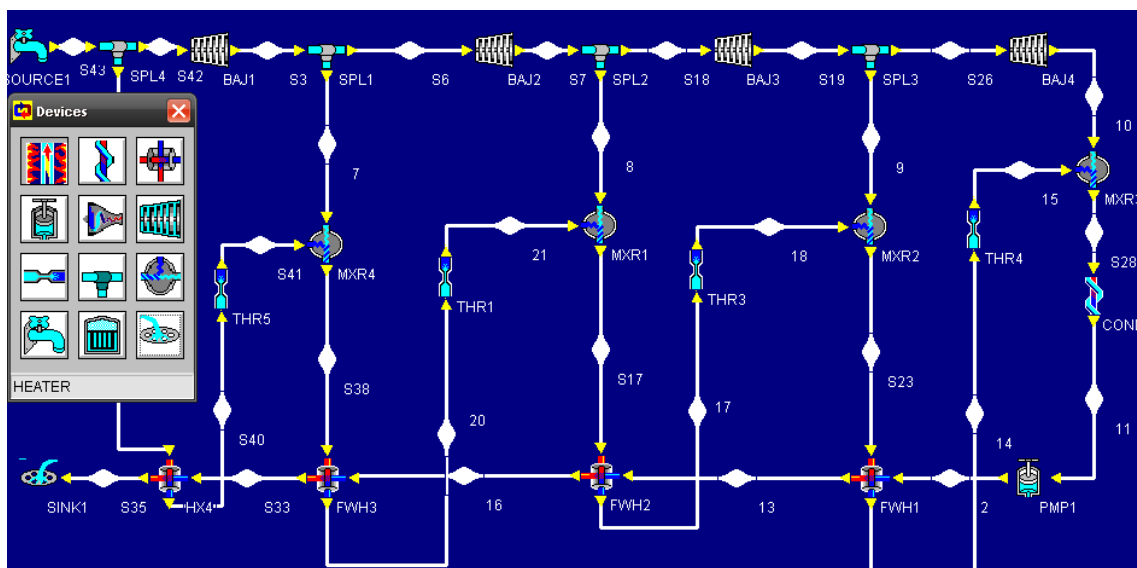 SOURCE1
S43
SPL4
S42
BAJ1
S3
SPL1
S6
BAJ2
S7
SPL2
S18
BAJ3
S19
SPL3
S26
BAJ4
10
Devices
7
8
9
15
S41
MXR4
21
MXR1
18
MXR2
THR5
THR1
THR3
THR4
S28
HEATER
S38
S17
S23
17
20
11
S40
14
SINK1
S35
HX4
S33
FWH3
16
FWH2
13
FWH1
2
PMP1